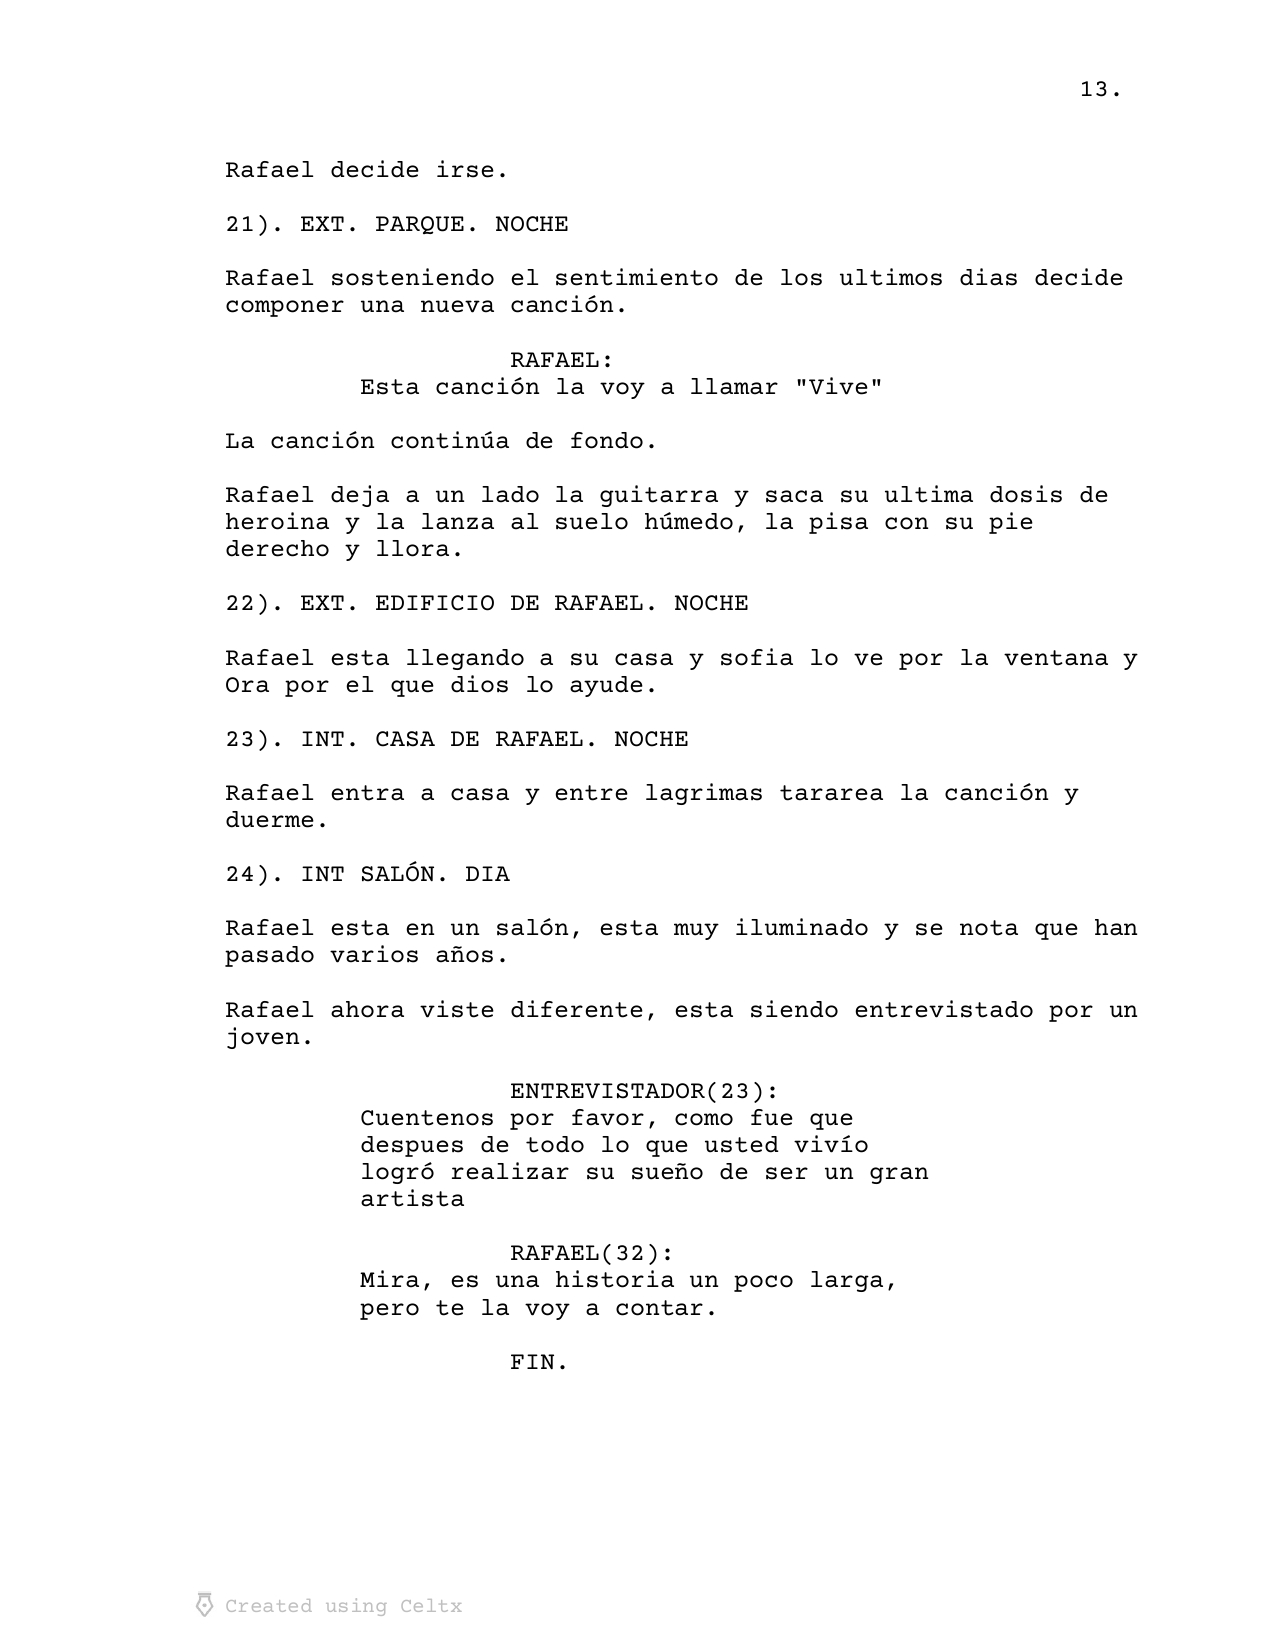 13.
Rafael decide irse.
21). EXT. PARQUE. NOCHE
Rafael sosteniendo el sentimiento de los ultimos dias decide
componer una nueva canción.
RAFAEL:
Esta canción la voy a llamar "Vive"
La canción continúa de fondo.
Rafael deja a un lado la guitarra y saca su ultima dosis de
heroina y la lanza al suelo húmedo, la pisa con su pie
derecho y llora.
22). EXT. EDIFICIO DE RAFAEL. NOCHE
Rafael esta llegando a su casa y sofia lo ve por la ventana y
Ora por el que dios lo ayude.
23). INT. CASA DE RAFAEL. NOCHE
Rafael entra a casa y entre lagrimas tararea la canción y
duerme.
24). INT SALÓN. DIA
Rafael esta en un salón, esta muy iluminado y se nota que han
pasado varios años.
Rafael ahora viste diferente, esta siendo entrevistado por un
joven.
ENTREVISTADOR(23):
Cuentenos por favor, como fue que
despues de todo lo que usted vivío
logró realizar su sueño de ser un gran
artista
RAFAEL(32):
Mira, es una historia un poco larga,
pero te la voy a contar.
FIN.
Created using Celtx